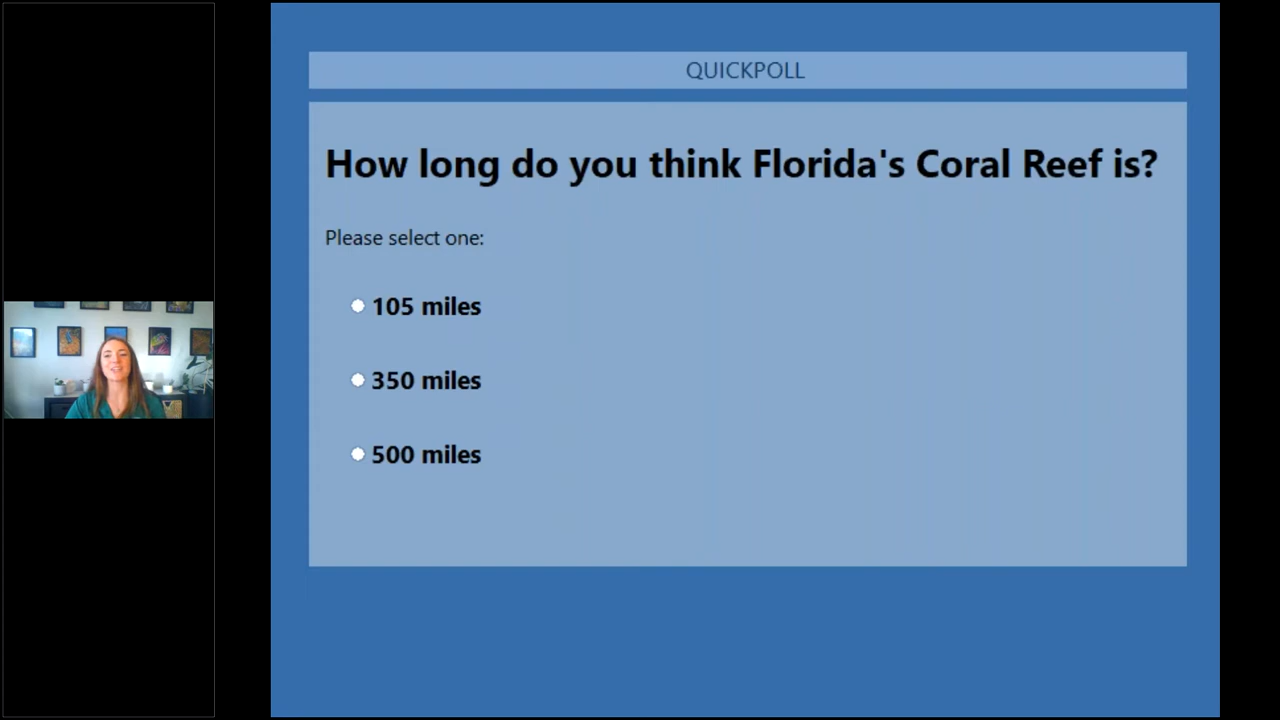 QUICKPOLL
How long do you think Florida's Coral Reef is?
Please select one:
105 miles
350 miles
500 miles